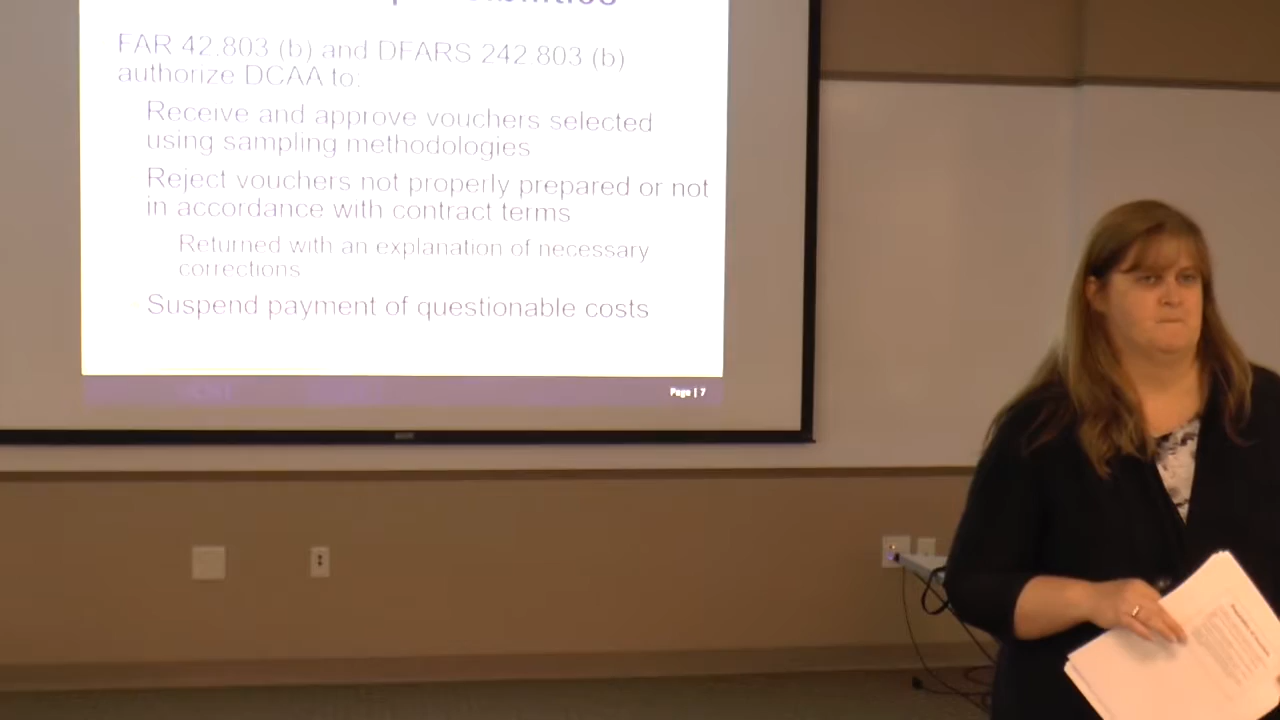 FAR 42.803 (b) and DFARS 242.803 (b)
authorize DCAA to:
Receive and approve vouchers selected
using sampling methodologies
Reject vouchers not properly prepared or not
in accordance with contract terms
Returned with an explanation of necessary
corrections
Suspend payment of questionable costs
Page | 7